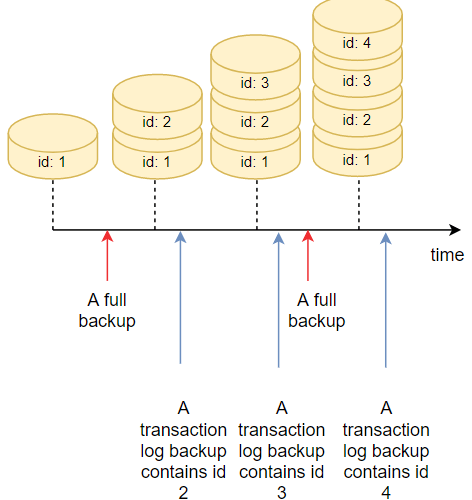 id: 4
id: 3
id: 3
id: 2
id: 2
id: 2
id: 1
id: 1
id: 1
id: 1
time
A full
backup
A full
backup
A
transaction
log backup
contains id
2
A
transaction
log backup
contains id
3
A
transaction
log backup
contains id
4